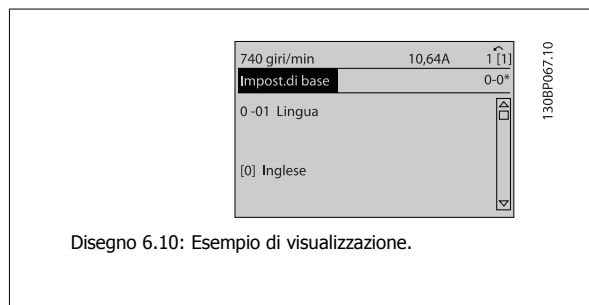 740 giri/min 10,64A 1 [1]
Impost.di base 0-0*
0 -01 Lingua
[0] Inglese
130BP067.10
Disegno 6.10: Esempio di visualizzazione.